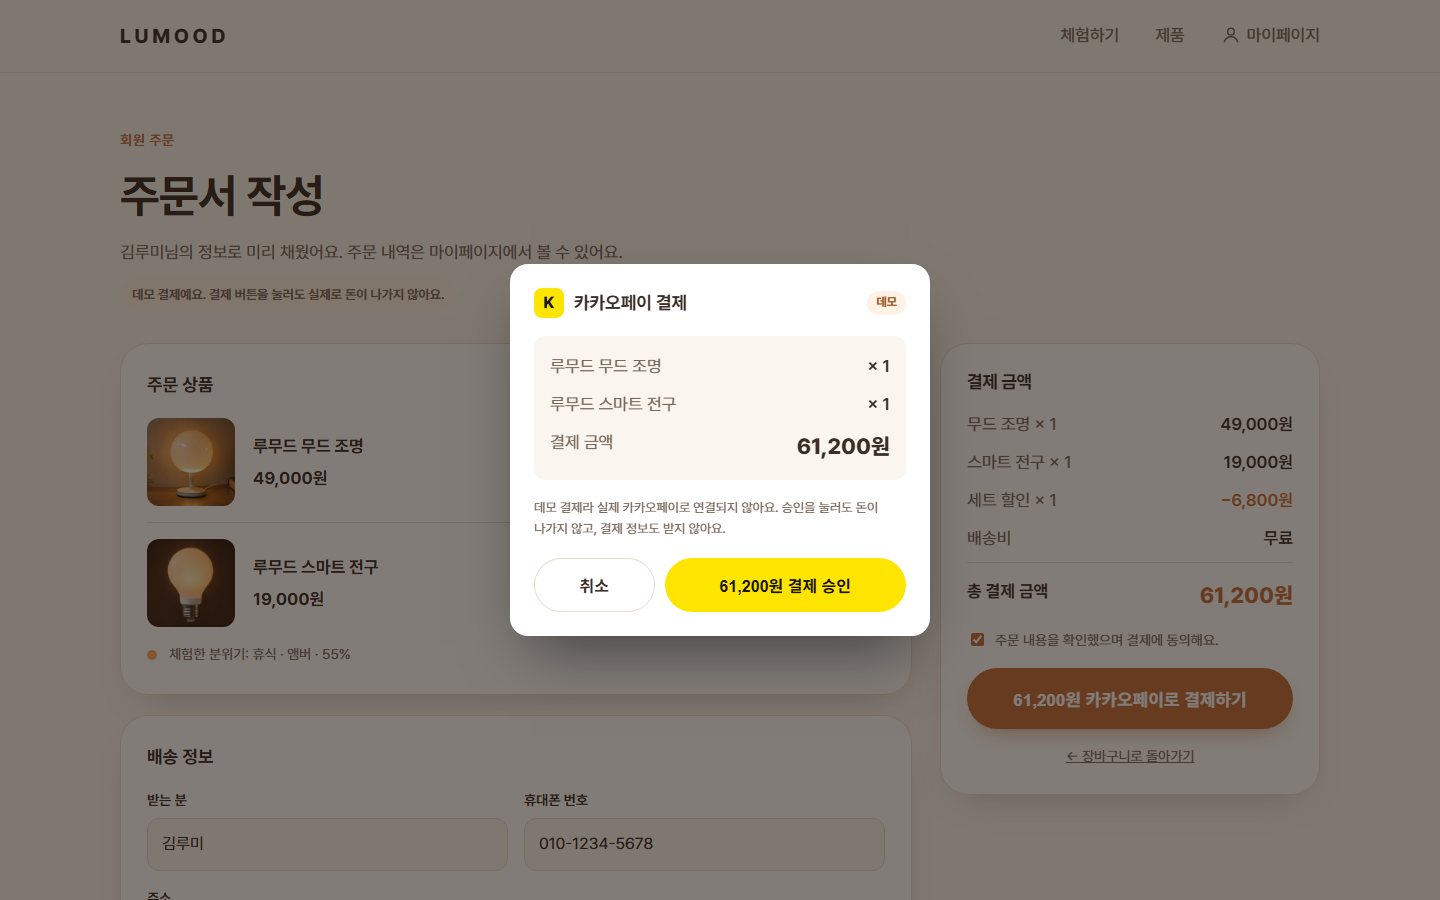 LUMOOD
체험하기
제품
마이페이지
회원 주문
주문서 작성
김루미님의 정보로 미리 채웠어요. 주문 내역은 마이페이지에서 볼 수 있어요.
데모 결제예요. 결제 버튼을 눌러도 실제로 돈이 나가지 않아요.
주문 상품
루무드 무드 조명
49,000원
루무드 스마트 전구
19,000원
체험한 분위기: 휴식 · 앰버 · 55%
배송 정보
받는 분
휴대폰 번호
김루미
010-1234-5678
주소
K 카카오페이 결제
데모
루무드 무드 조명 × 1
루무드 스마트 전구 × 1
결제 금액 61,200원
데모 결제라 실제 카카오페이로 연결되지 않아요. 승인을 눌러도 돈이
나가지 않고, 결제 정보도 받지 않아요.
취소
61,200원 결제 승인
결제 금액
무드 조명 × 1 49,000원
스마트 전구 × 1 19,000원
세트 할인 × 1 −6,800원
배송비 무료
총 결제 금액 61,200원
주문 내용을 확인했으며 결제에 동의해요.
61,200원 카카오페이로 결제하기
← 장바구니로 돌아가기